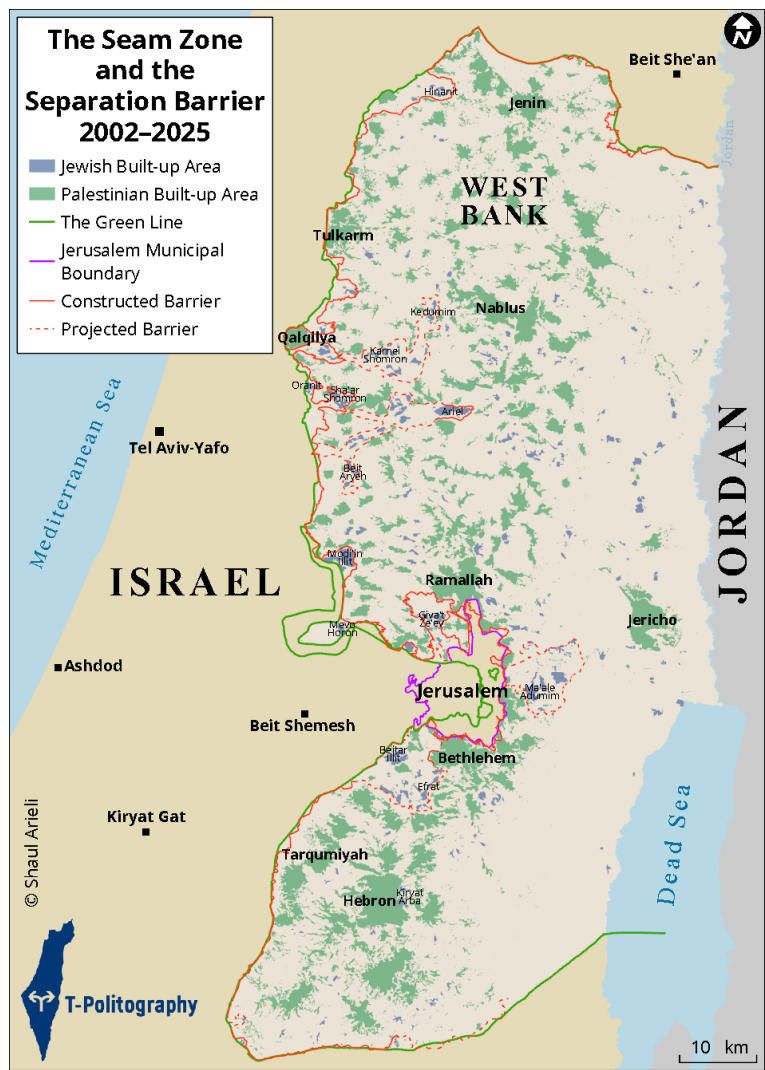 The Seam Zone
and the
Separation Barrier
2002–2025
Jewish Built-up Area
Palestinian Built-up Area
The Green Line
Jerusalem Municipal
Boundary
Constructed Barrier
Projected Barrier
N
Beit She'an
Jordan
Hinanit
Jenin
WEST
BANK
Tulkarm
Kedumim
Nablus
Qalqiliya
Karnei
Shomron
Oranit
Sha'ar
Shomron
Ariel
Mediterranean Sea
Tel Aviv-Yafo
Beit
Aryeh
JORDAN
Modi'in
Illit
ISRAEL
Ramallah
Giva't
Ze'ev
Jericho
Mevo
Horon
Ashdod
Jerusalem
Ma'ale
Adumim
Beit Shemesh
Beitar
Illit
Bethlehem
Efrat
Kiryat Gat
Dead Sea
Tarqumiyah
© Shaul Arieli
Hebron
Kiryat
Arba
T-Politography
10 km